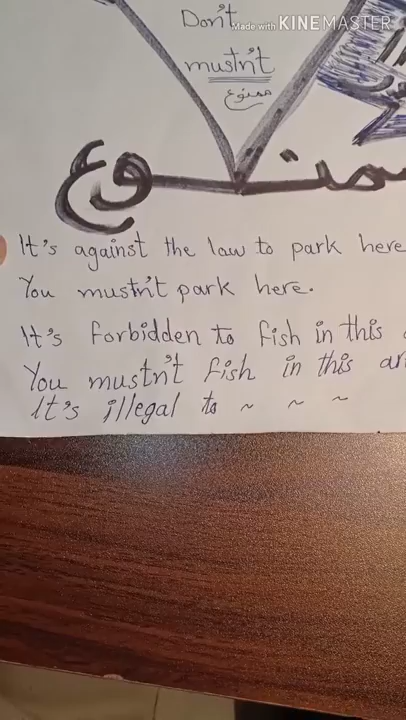 Don't
Made with KINEMASTER
mustn't
ممنوع
ممنوع
It's against the law to park here
You mustn't park here.
It's forbidden to fish in this
You mustn't fish in this
It's illegal to ~ ~ ~